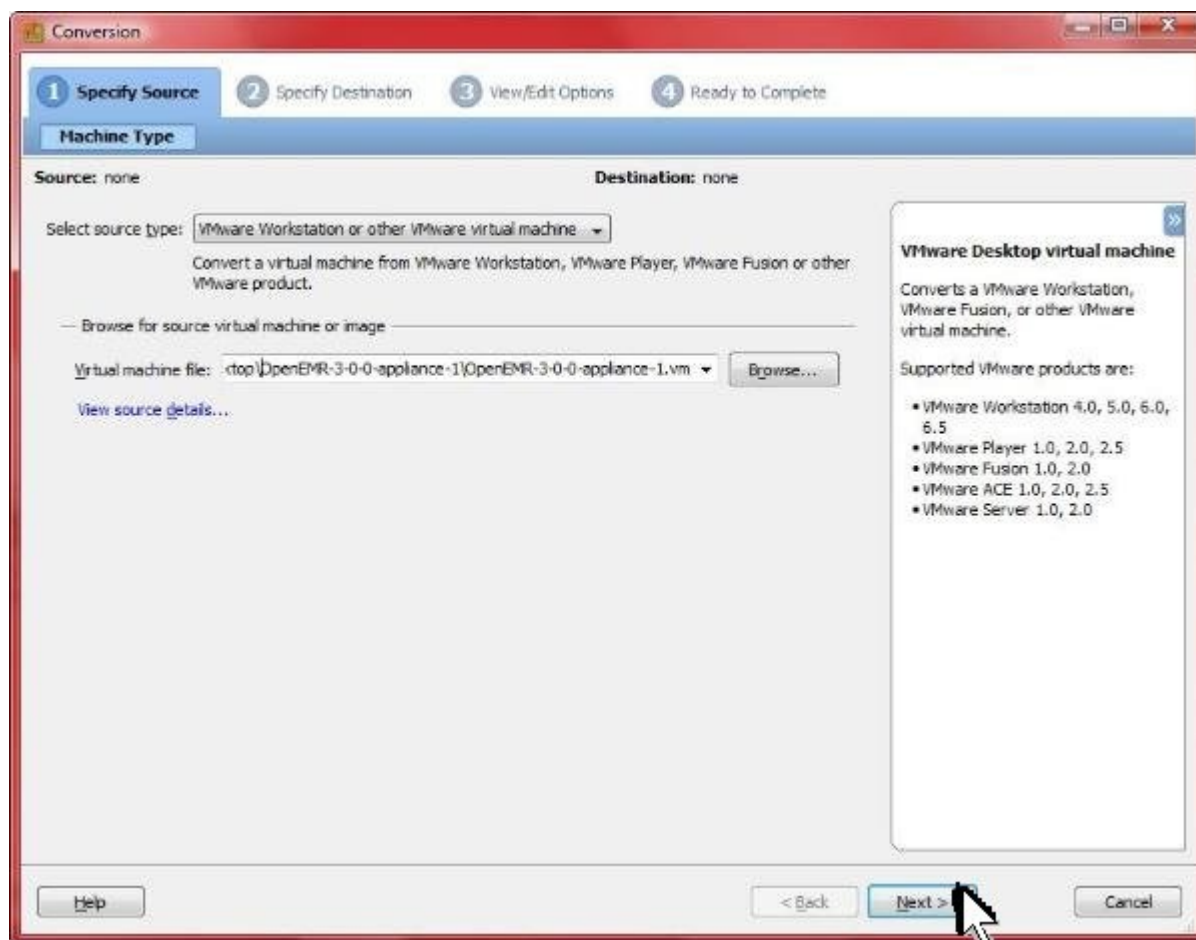 Conversion
1 Specify Source 2 Specify Destination 3 View/Edit Options 4 Ready to Complete
Machine Type
Source: none Destination: none
Select source type: VMware Workstation or other VMware virtual machine
Convert a virtual machine from VMware Workstation, VMware Player, VMware Fusion or other
VMware product.
Browse for source virtual machine or image
Virtual machine file: ‹top\OpenEMR-3-0-0-appliance-1\OpenEMR-3-0-0-appliance-1.vm Browse...
View source details...
VMware Desktop virtual machine
Converts a VMware Workstation,
VMware Fusion, or other VMware
virtual machine.
Supported VMware products are:
• VMware Workstation 4.0, 5.0, 6.0,
6.5
• VMware Player 1.0, 2.0, 2.5
• VMware Fusion 1.0, 2.0
• VMware ACE 1.0, 2.0, 2.5
• VMware Server 1.0, 2.0
Help < Back Next > Cancel